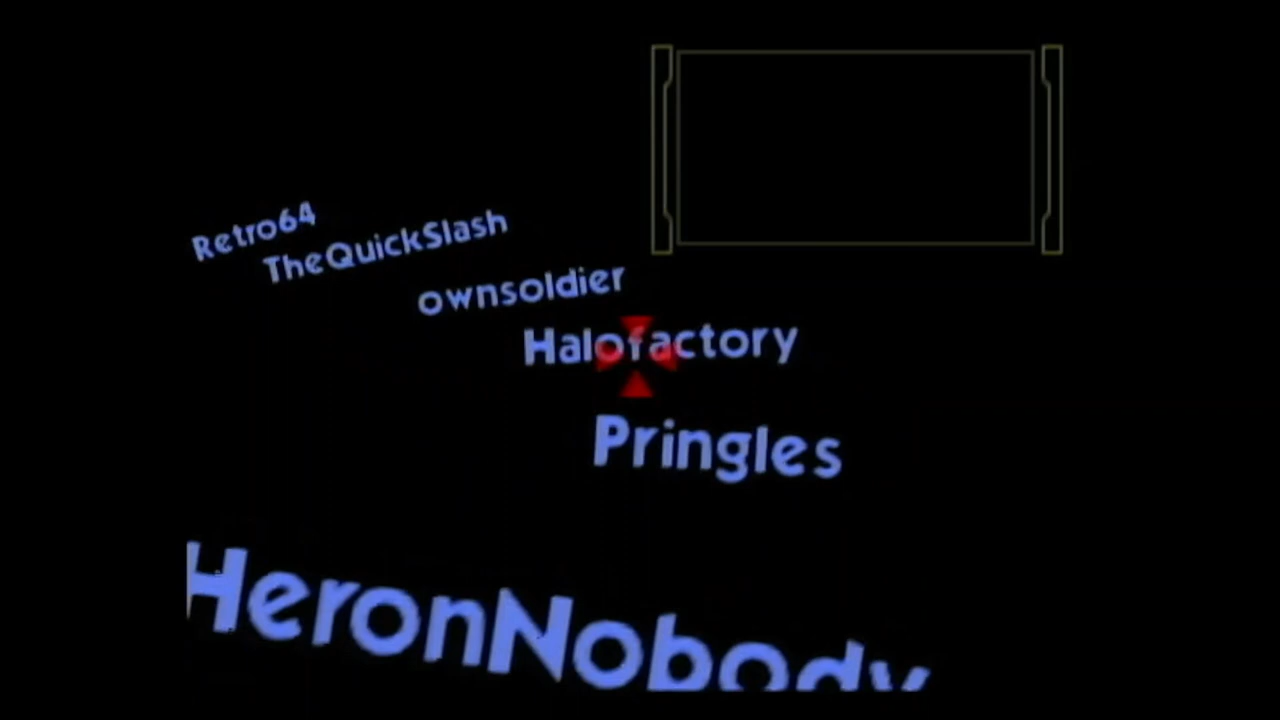 Retro64
TheQuickSlash
ownsoldier
Halofactory
Pringles
HeronNobody